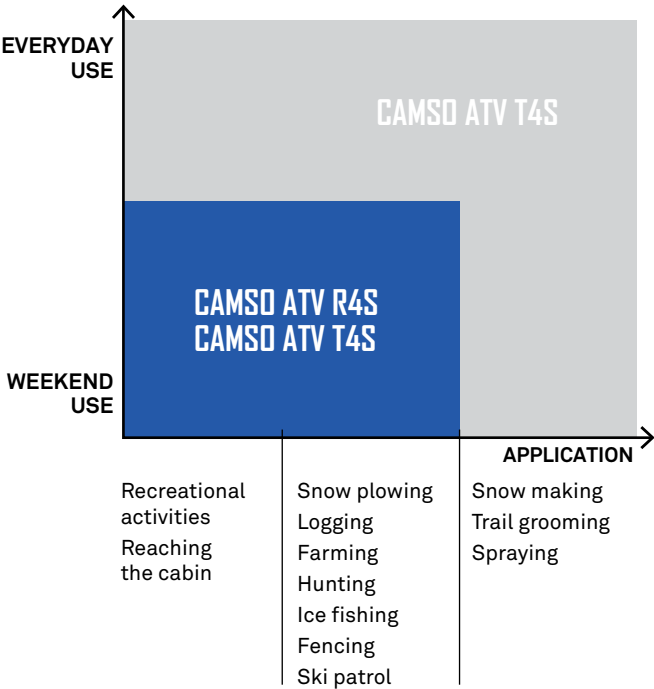 EVERYDAY
USE
CAMSO ATV T4S
CAMSO ATV R4S
CAMSO ATV T4S
WEEKEND
USE
APPLICATION
Recreational
activities
Reaching
the cabin
Snow plowing
Logging
Farming
Hunting
Ice fishing
Fencing
Ski patrol
Snow making
Trail grooming
Spraying